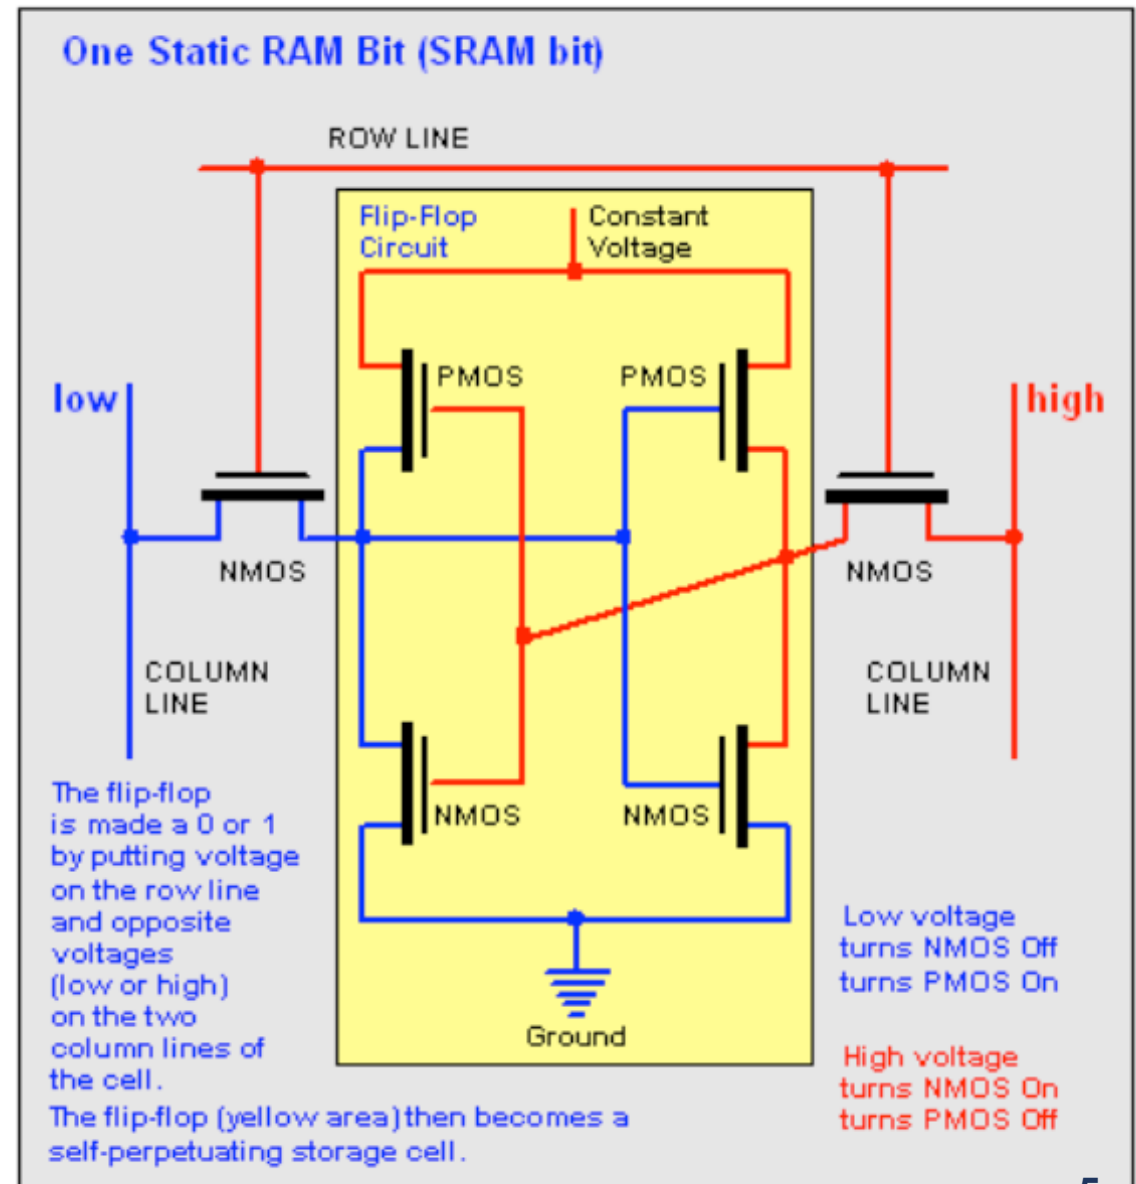 One Static RAM Bit (SRAM bit)
ROW LINE
Flip-Flop
Circuit
Constant
Voltage
PMOS
PMOS
low
high
NMOS
NMOS
COLUMN
LINE
COLUMN
LINE
NMOS
NMOS
The flip-flop
is made a 0 or 1
by putting voltage
on the row line
and opposite
voltages
(low or high)
on the two
column lines of
the cell.
The flip-flop (yellow area) then becomes a
self-perpetuating storage cell.
Ground
Low voltage
turns NMOS Off
turns PMOS On
High voltage
turns NMOS On
turns PMOS Off